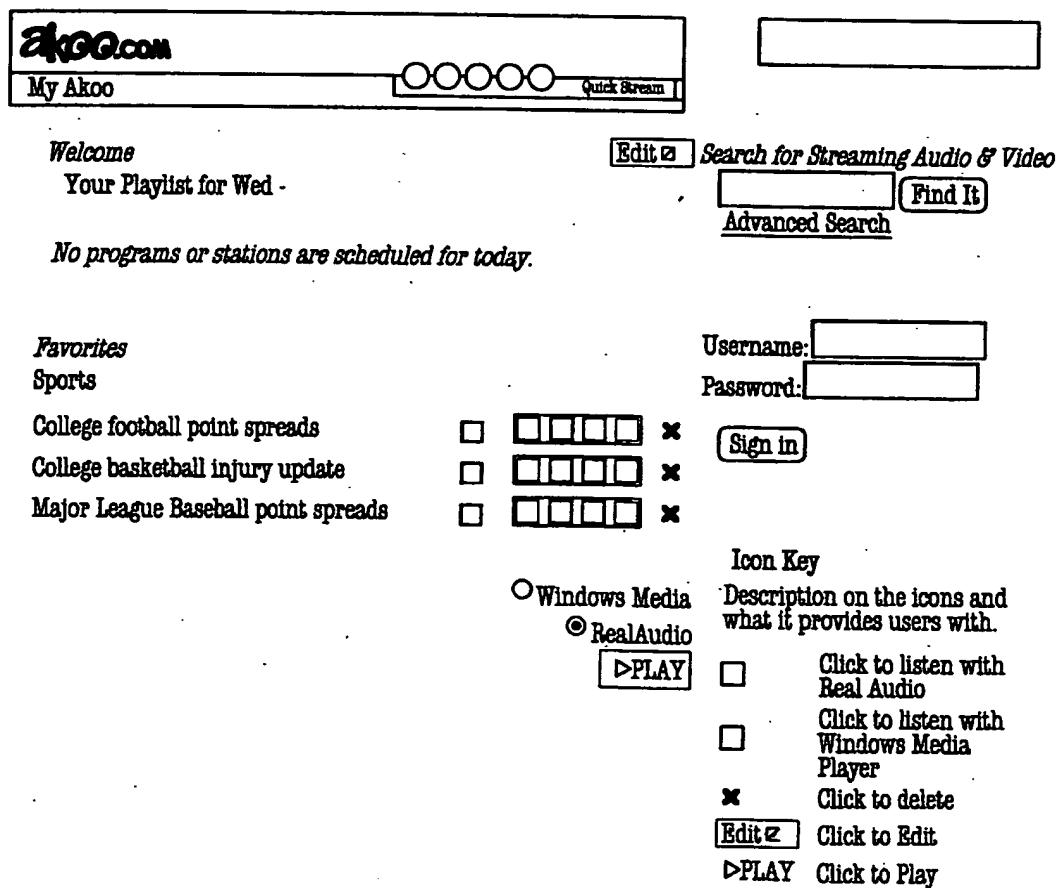 akoo.com
My Akoo
Quick Stream
Welcome
Your Playlist for Wed -
No programs or stations are scheduled for today.
Edit
Search for Streaming Audio & Video
Find It
Advanced Search
Favorites
Sports
College football point spreads
College basketball injury update
Major League Baseball point spreads
Windows Media
RealAudio
PLAY
Username:
Password:
Sign in
Icon Key
Description on the icons and
what it provides users with.
Click to listen with
Real Audio
Click to listen with
Windows Media
Player
Click to delete
Edit Click to Edit
PLAY Click to Play